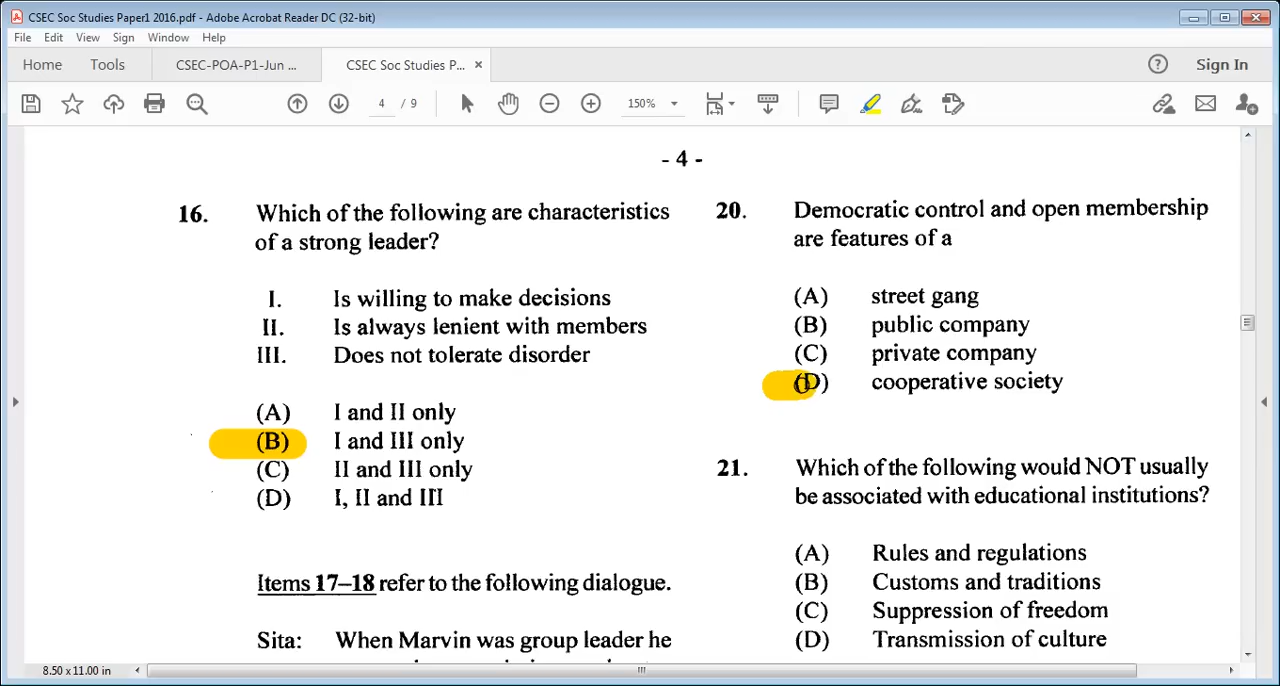 CSEC Soc Studies Paper1 2016.pdf - Adobe Acrobat Reader DC (32-bit)
File Edit View Sign Window Help
Home Tools CSEC-POA-P1-Jun ... CSEC Soc Studies P... × Sign In
4 / 9 150%
- 4 -
16. Which of the following are characteristics
of a strong leader?
I. Is willing to make decisions
II. Is always lenient with members
III. Does not tolerate disorder
(A) I and II only
(B) I and III only
(C) II and III only
(D) I, II and III
Items 17–18 refer to the following dialogue.
Sita: When Marvin was group leader he
20. Democratic control and open membership
are features of a
(A) street gang
(B) public company
(C) private company
(D) cooperative society
21. Which of the following would NOT usually
be associated with educational institutions?
(A) Rules and regulations
(B) Customs and traditions
(C) Suppression of freedom
(D) Transmission of culture
8.50 x 11.00 in